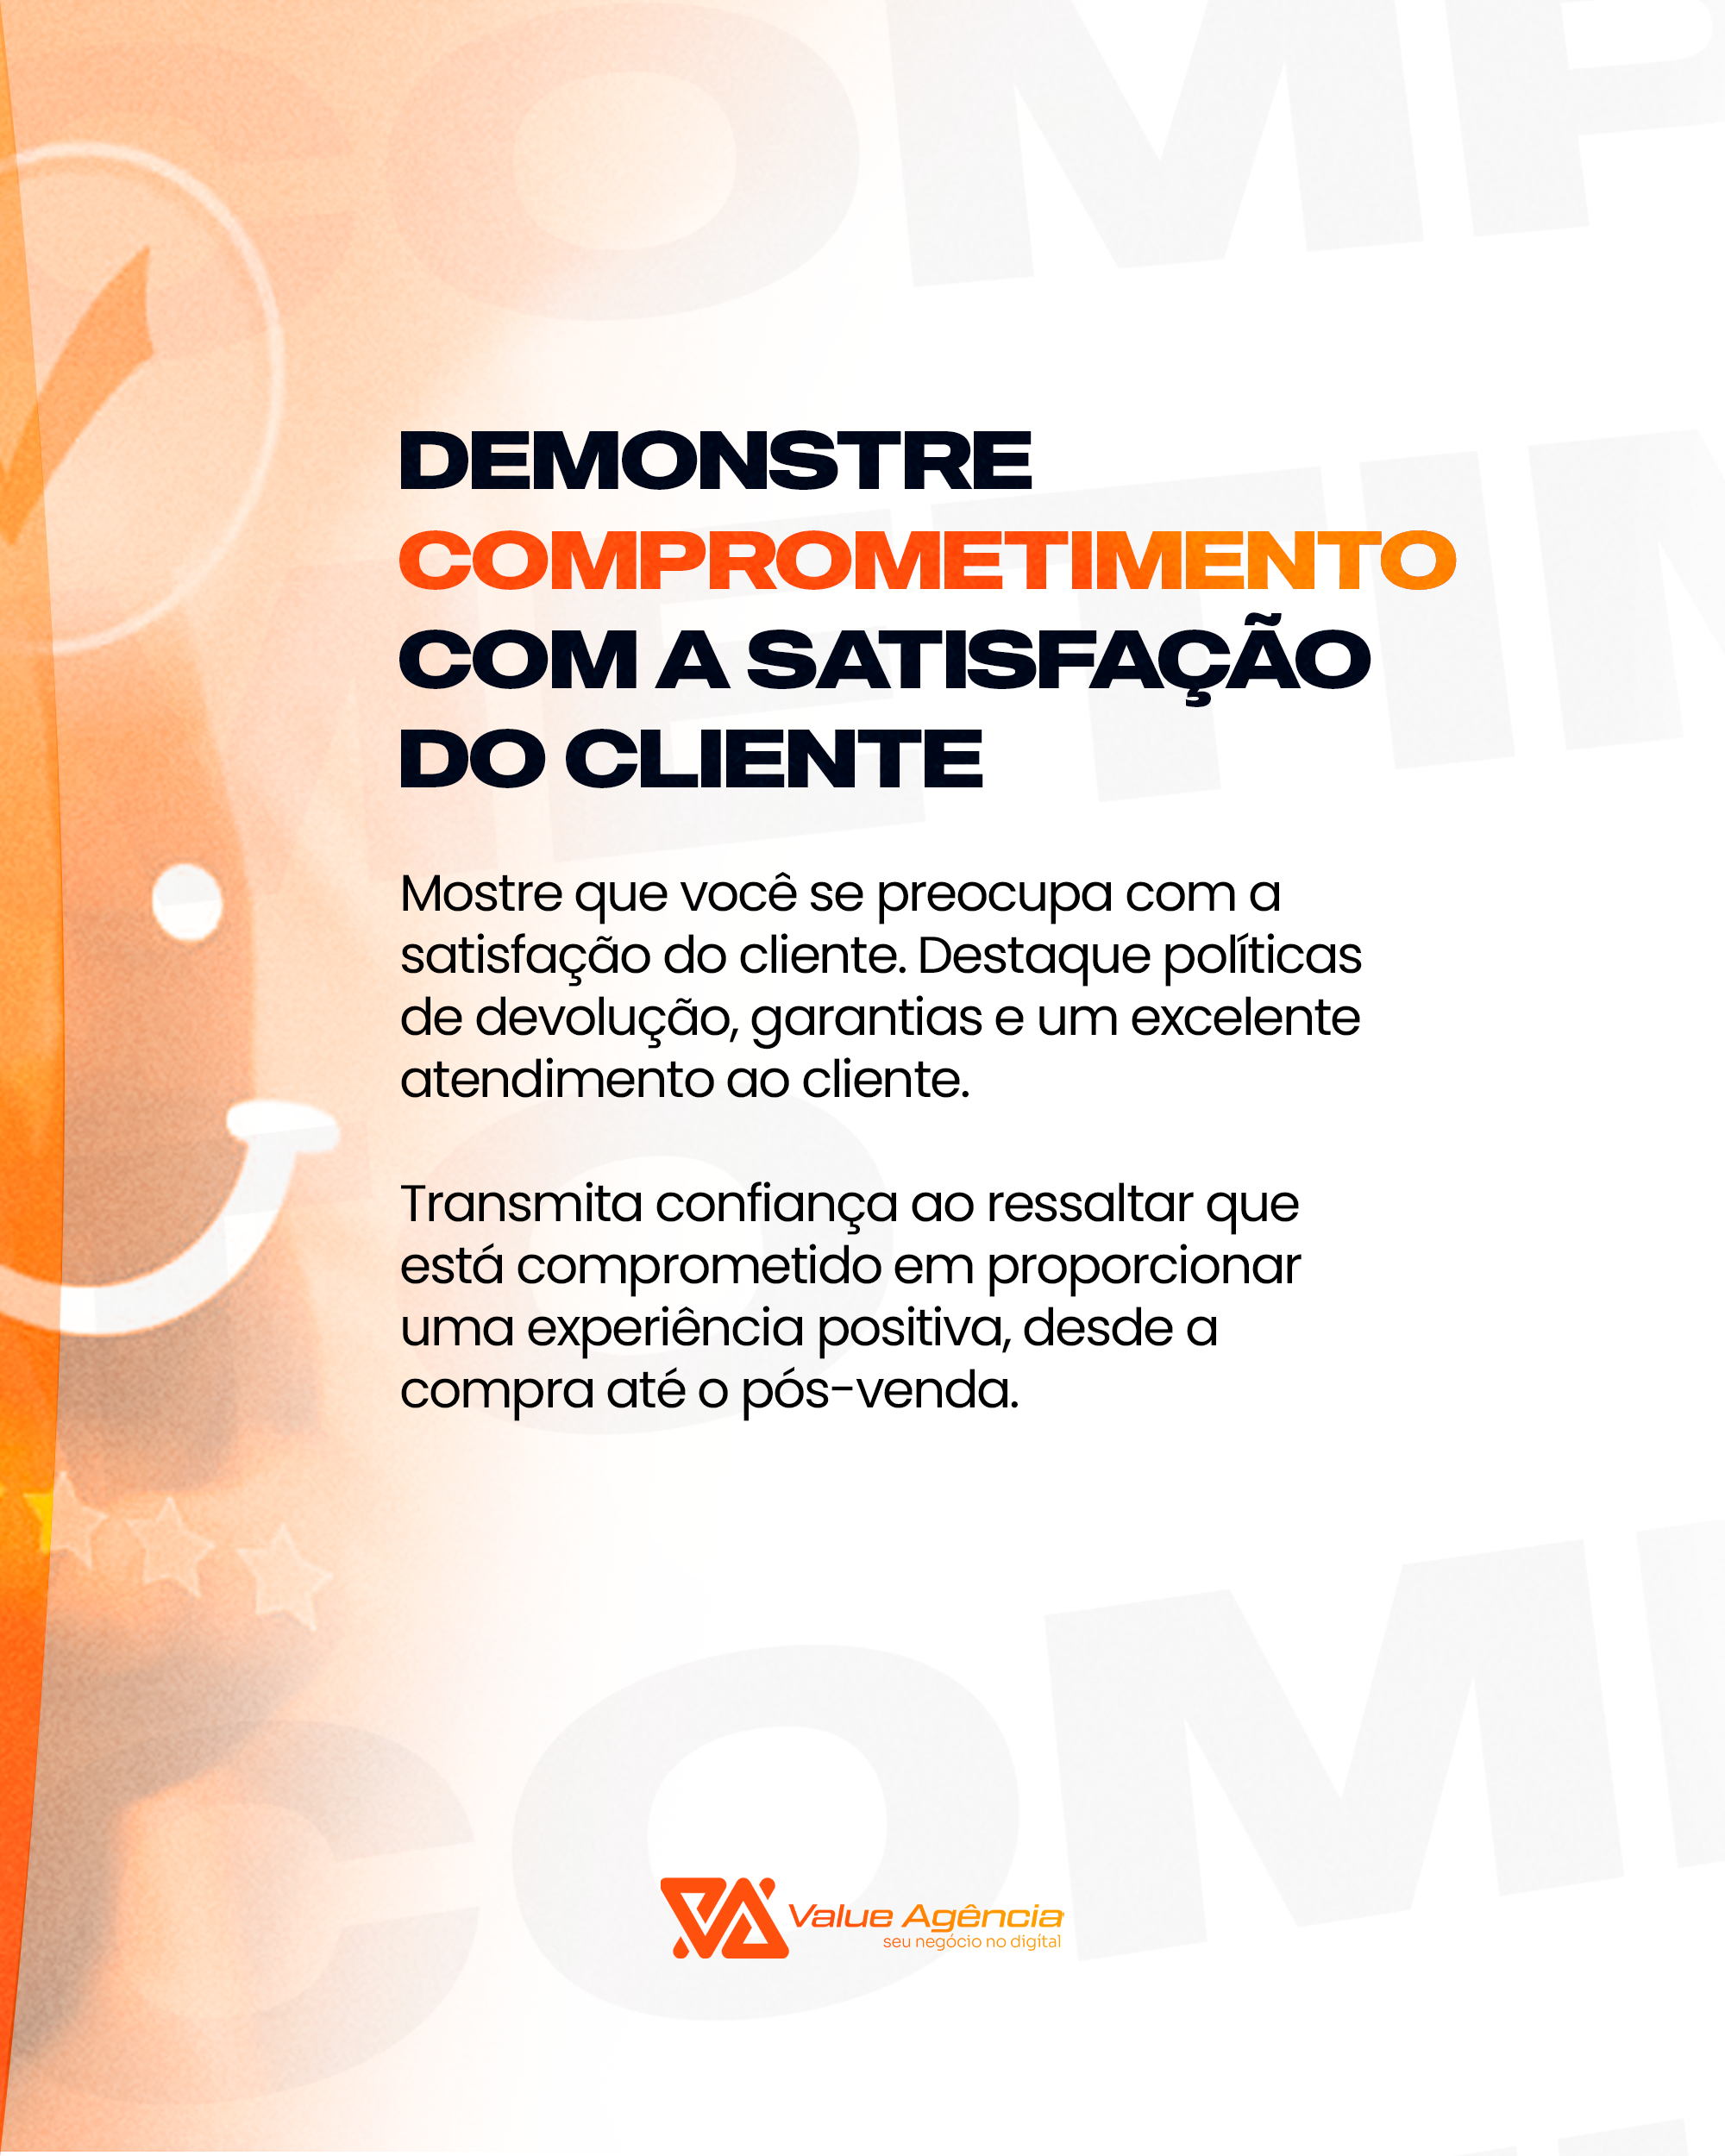 DEMONSTRE
COMPROMETIMENTO
COM A SATISFAÇÃO
DO CLIENTE
Mostre que você se preocupa com a
satisfação do cliente. Destaque políticas
de devolução, garantias e um excelente
atendimento ao cliente.
Transmita confiança ao ressaltar que
está comprometido em proporcionar
uma experiência positiva, desde a
compra até o pós-venda.
Value Agência
seu negócio no digital